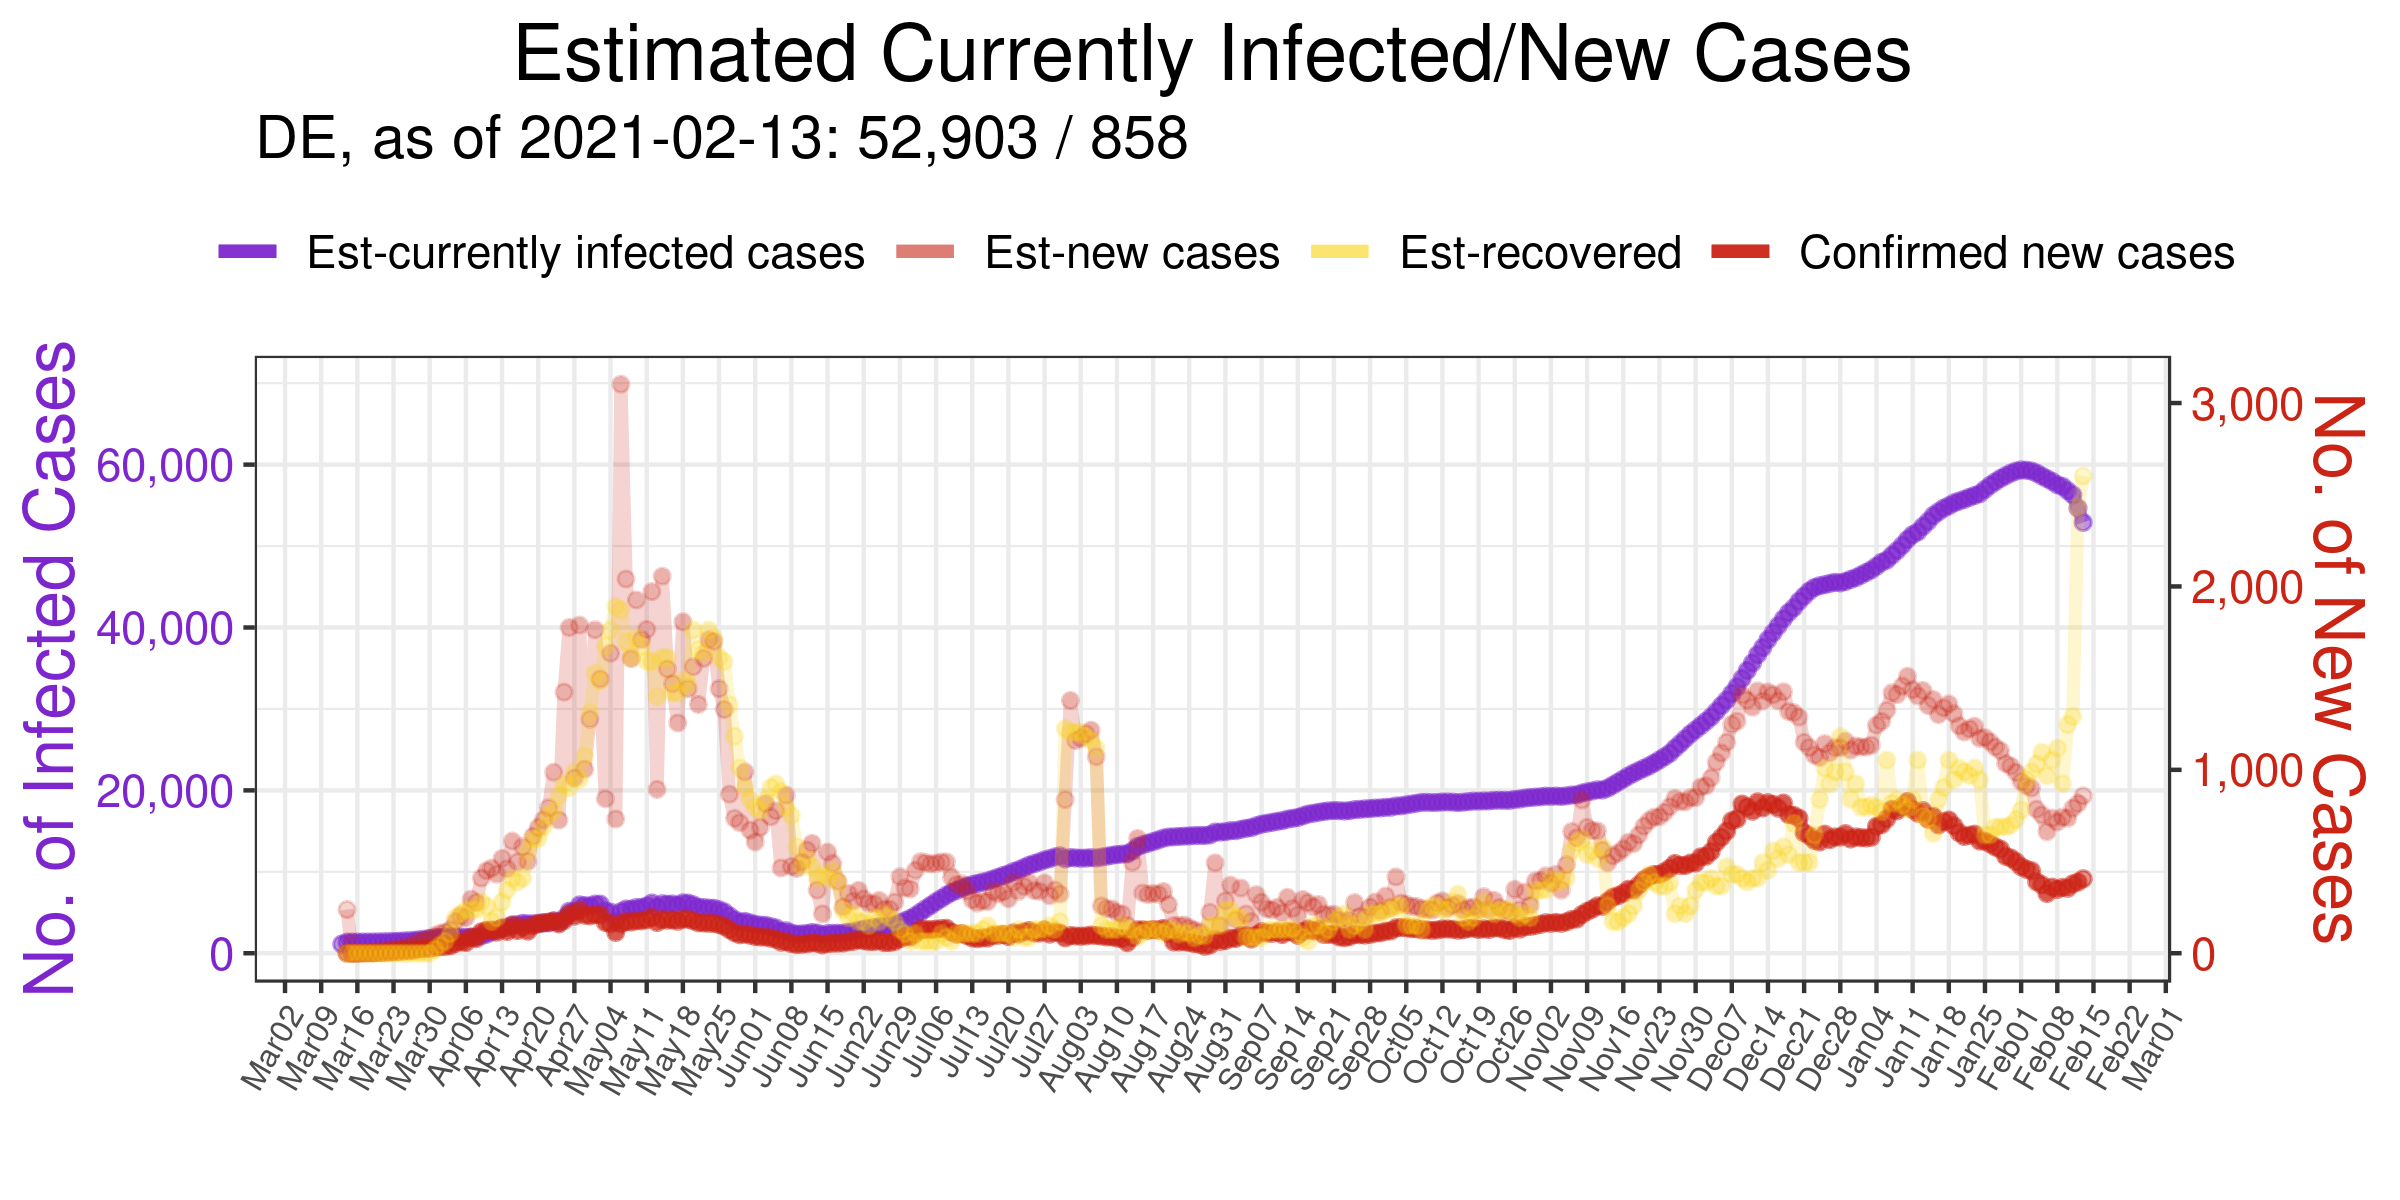 Estimated Currently Infected/New Cases
DE, as of 2021-02-13: 52,903 / 858
Est-currently infected cases
Est-new cases
Est-recovered
Confirmed new cases
No. of Infected Cases
60,000
40,000
20,000
0
3,000
2,000
1,000
0
No. of New Cases
Mar02
Mar09
Mar16
Mar23
Mar30
Apr06
Apr13
Apr20
Apr27
May04
May11
May18
May25
Jun01
Jun08
Jun15
Jun22
Jun29
Jul06
Jul13
Jul20
Jul27
Aug03
Aug10
Aug17
Aug24
Aug31
Sep07
Sep14
Sep21
Sep28
Oct05
Oct12
Oct19
Oct26
Nov02
Nov09
Nov16
Nov23
Nov30
Dec07
Dec14
Dec21
Dec28
Jan04
Jan11
Jan18
Jan25
Feb01
Feb08
Feb15
Feb22
Mar01